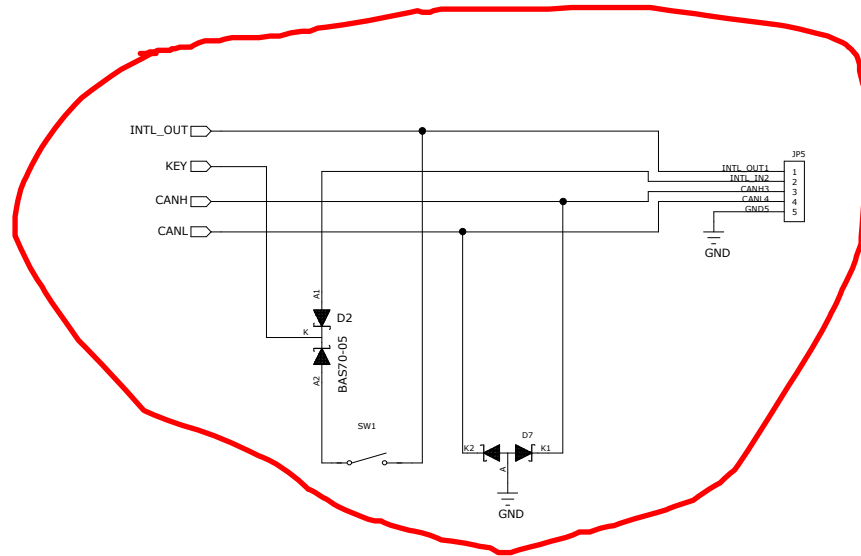 JP5
INTL_OUT
INTL_OUT1
1
KEY
INTL_IN2
2
CANH3
3
CANH
CANL4
4
GND5
5
CANL
GND
A1
D2
K
BAS70-05
A2
SW1
D7
K2
K1
A
GND